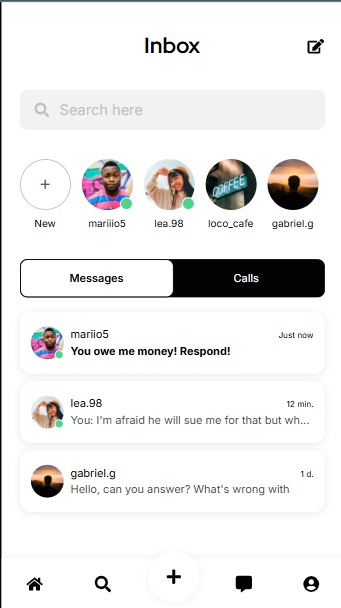 Inbox
Search here
COFFEE
New
mariiio5
lea.98
loco_cafe
gabriel.g
Messages
Calls
mariio5
Just now
You owe me money! Respond!
lea.98
12 min.
You: I'm afraid he will sue me for that but wh...
gabriel.g
1 d.
Hello, can you answer? What's wrong with